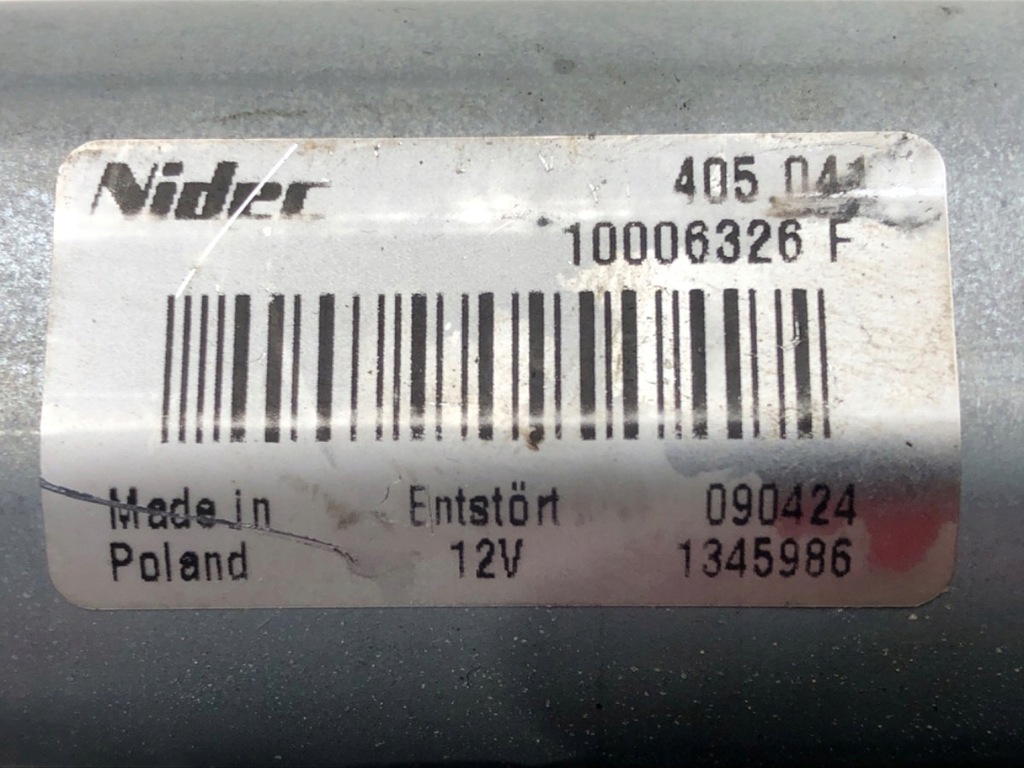 Nidec
405 041
10006326 F
Made in Entstört 090424
Poland 12V 1345986